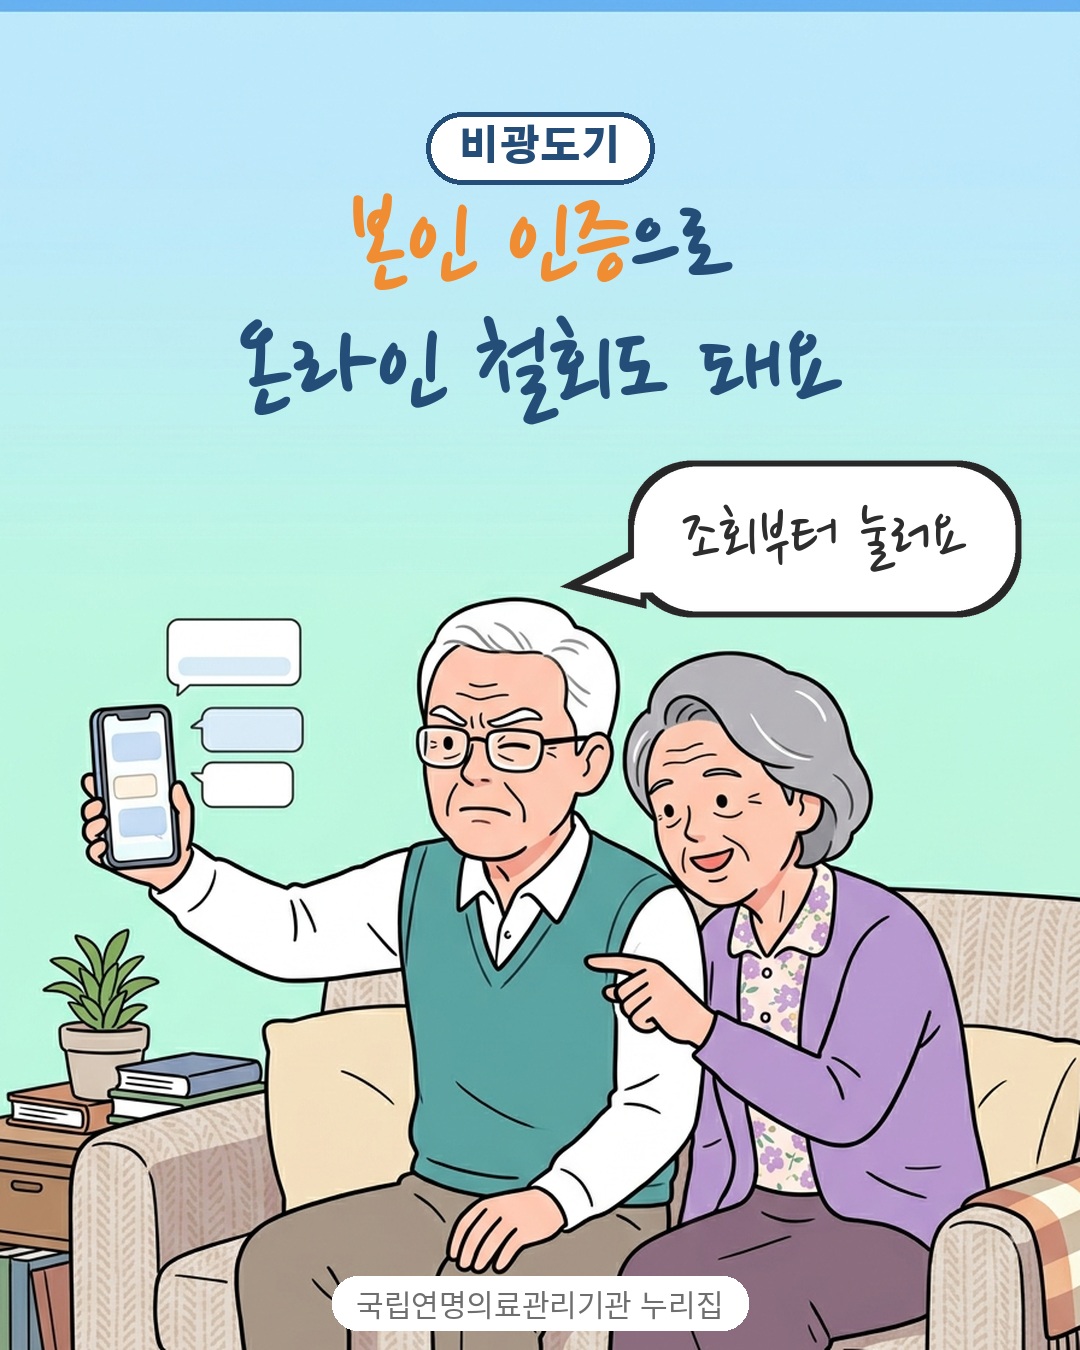 비광도기
본인 인증으로
온라인 철회도 돼요
조회부터 눌러요
국립연명의료관리기관 누리집